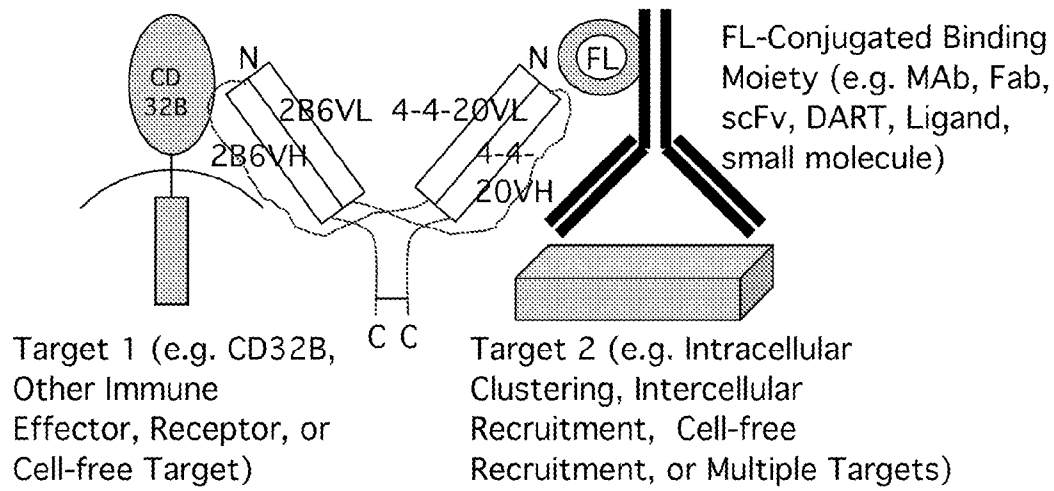 CD
32B
N
2B6VL
2B6VH
4-4-20VL
4-4-
20VH
N
FL
FL-Conjugated Binding
Moiety (e.g. MAb, Fab,
scFv, DART, Ligand,
small molecule)
C C
Target 1 (e.g. CD32B,
Other Immune
Effector, Receptor, or
Cell-free Target)
Target 2 (e.g. Intracellular
Clustering, Intercellular
Recruitment, Cell-free
Recruitment, or Multiple Targets)